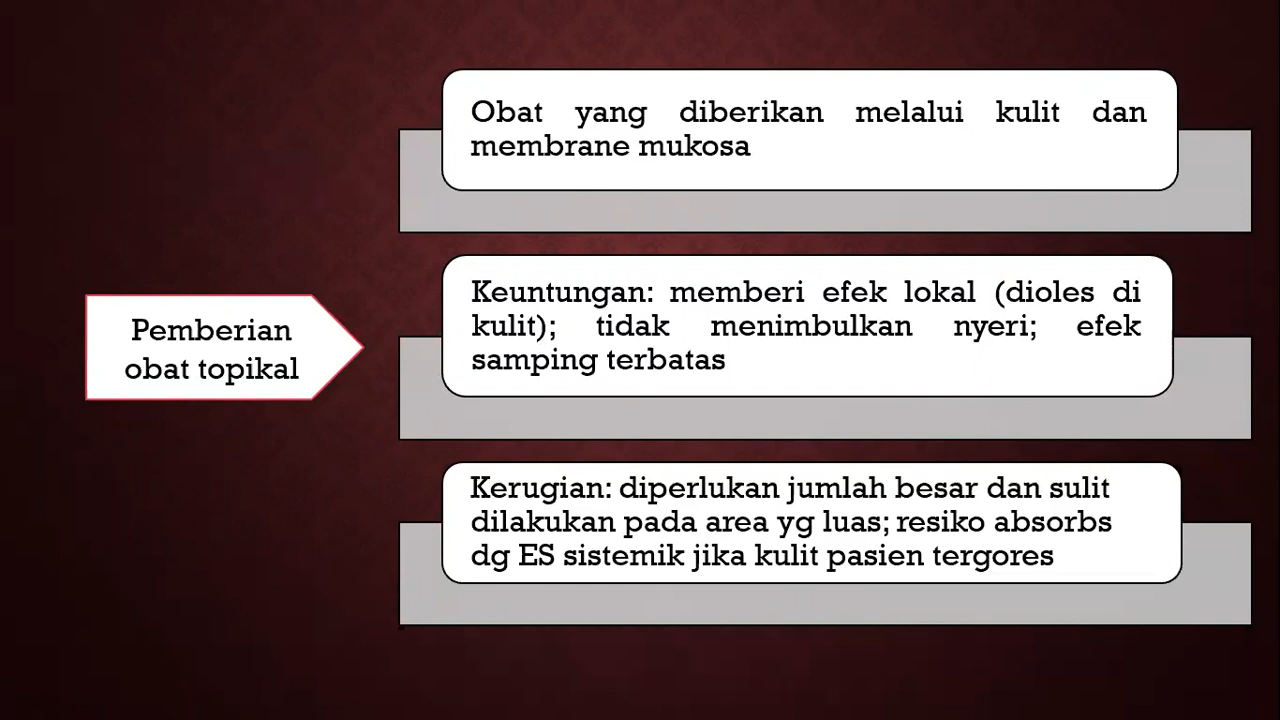 Pemberian
obat topikal
Obat yang diberikan melalui kulit dan
membrane mukosa
Keuntungan: memberi efek lokal (dioles di
kulit); tidak menimbulkan nyeri; efek
samping terbatas
Kerugian: diperlukan jumlah besar dan sulit
dilakukan pada area yg luas; resiko absorbs
dg ES sistemik jika kulit pasien tergores